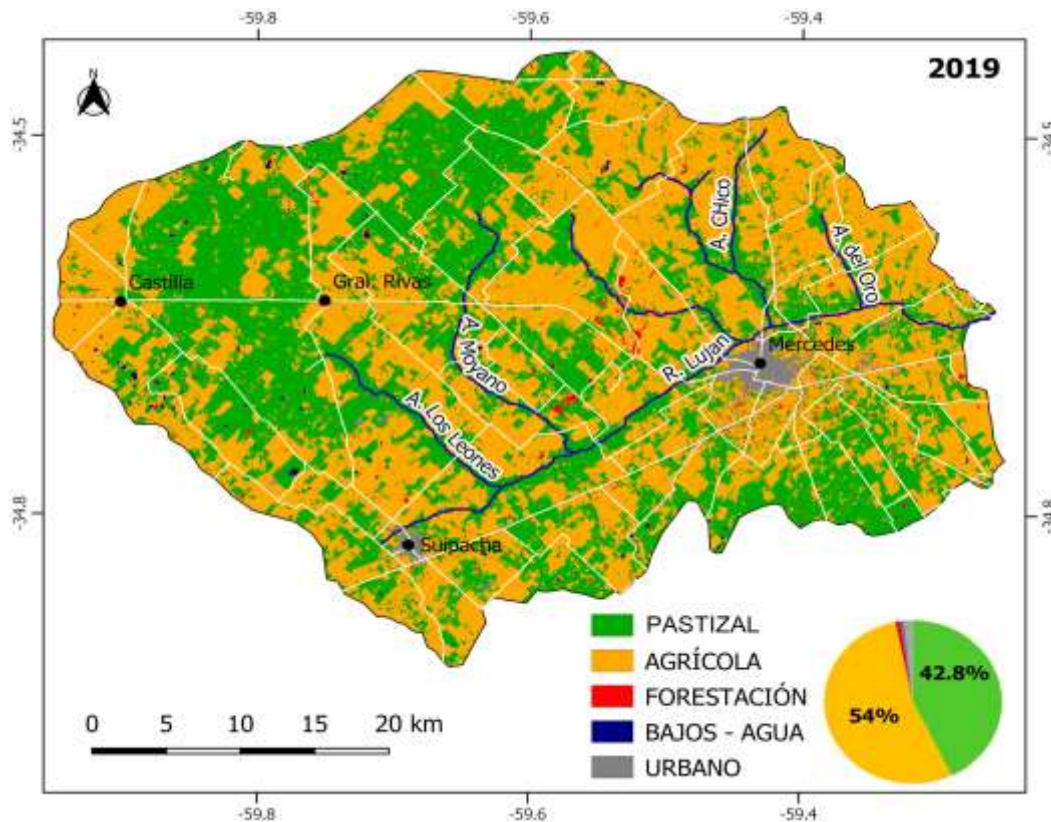 -59.8
-59.6
-59.4
2019
N
-34.5
-34.5
A. CHico
A. del Oro
Castilla
Gral. Rivas
A. Moyano
R. Lujan
Mercedes
A. Los Leones
-34.8
-34.8
Suipacha
PASTIZAL
AGRÍCOLA
FORESTACIÓN
BAJOS - AGUA
URBANO
42.8%
54%
0 5 10 15 20 km
-59.8
-59.6
-59.4